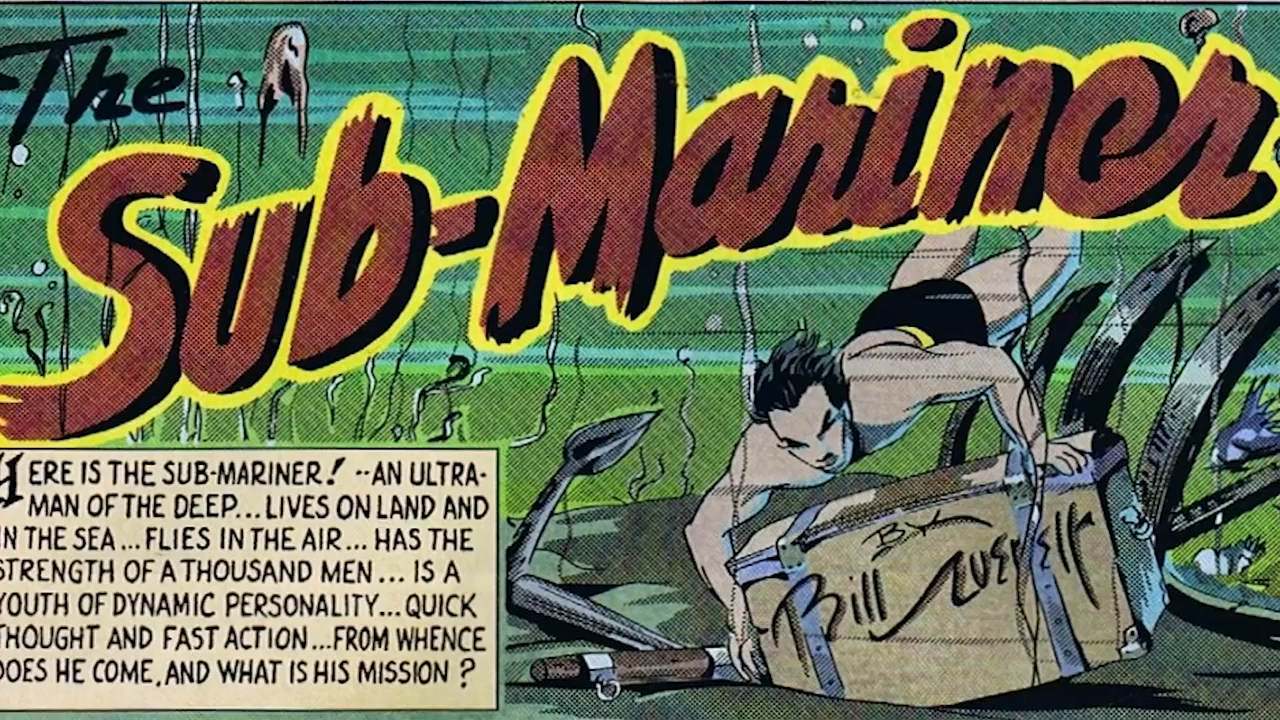 The
Sub-Mariner
HERE IS THE SUB-MARINER! --AN ULTRA-
MAN OF THE DEEP... LIVES ON LAND AND
IN THE SEA... FLIES IN THE AIR... HAS THE
STRENGTH OF A THOUSAND MEN... IS A
YOUTH OF DYNAMIC PERSONALITY... QUICK
THOUGHT AND FAST ACTION...FROM WHENCE
DOES HE COME, AND WHAT IS HIS MISSION?
By
Bill Everett